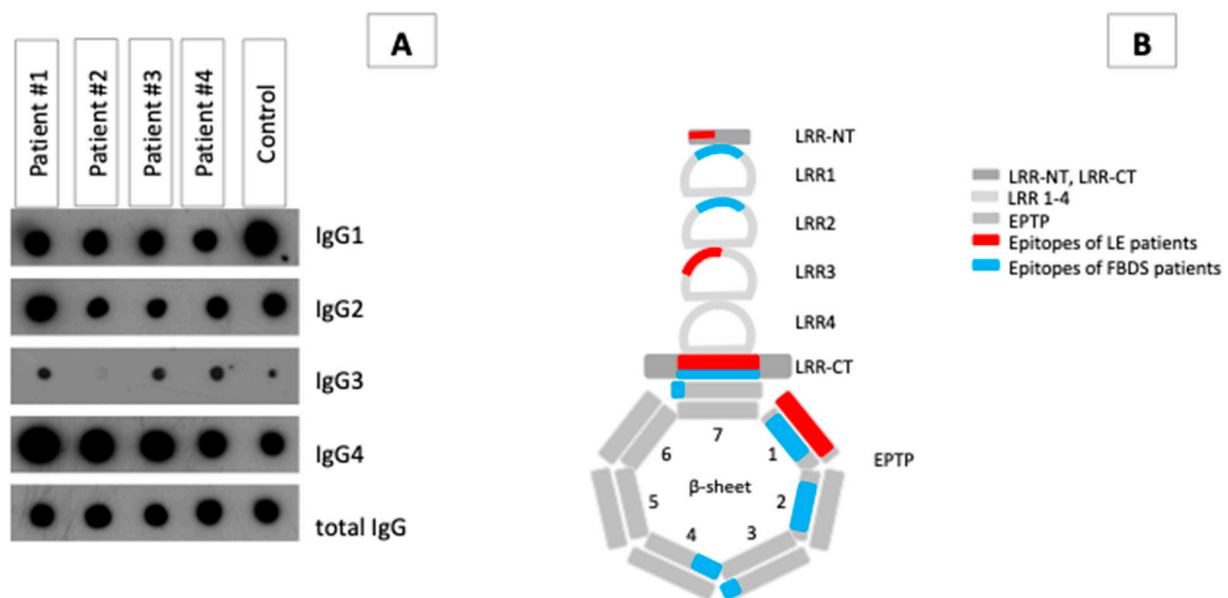 A
B
Patient #1
Patient #2
Patient #3
Patient #4
Control
IgG1
IgG2
IgG3
IgG4
total IgG
LRR-NT
LRR1
LRR2
LRR3
LRR4
LRR-CT
EPTP
7
6
1
β-sheet
5
2
4
3
LRR-NT, LRR-CT
LRR 1-4
EPTP
Epitopes of LE patients
Epitopes of FBDS patients